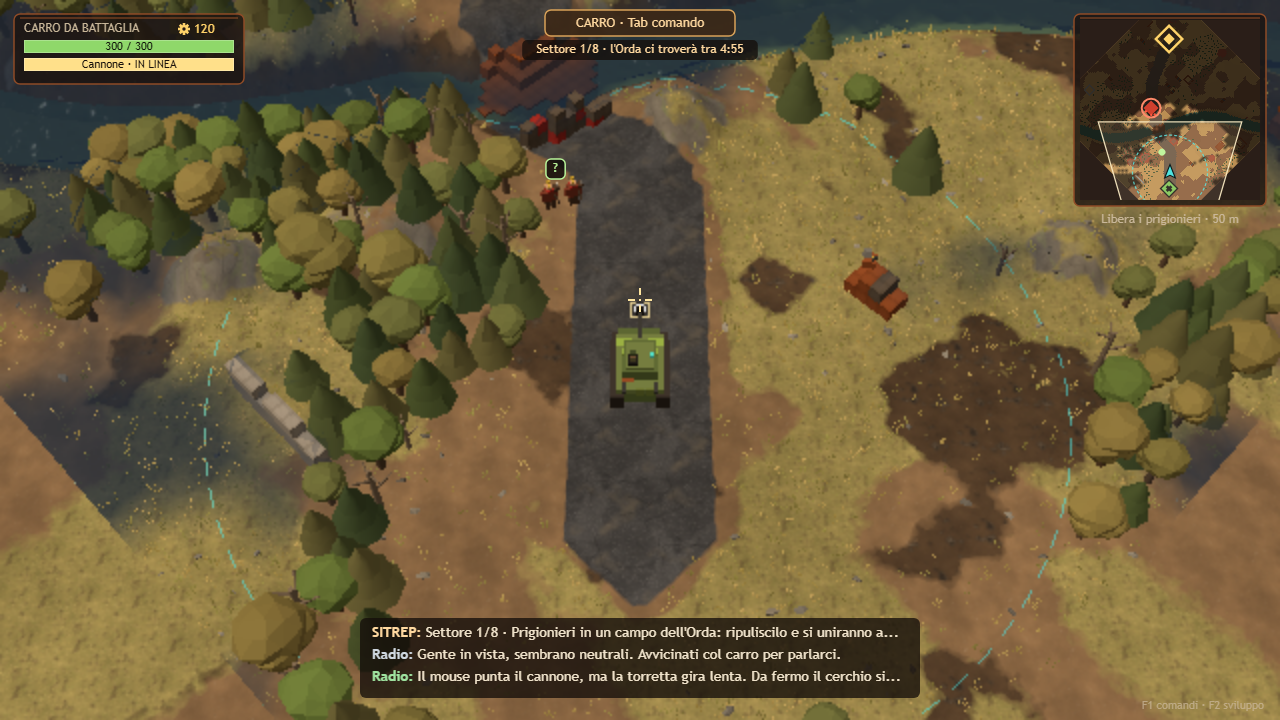 CARRO DA BATTAGLIA 120
300 / 300
Cannone · IN LINEA
CARRO · Tab comando
Settore 1/8 · l'Orda ci troverà tra 4:55
?
Libera i prigionieri · 50 m
SITREP: Settore 1/8 · Prigionieri in un campo dell'Orda: ripuliscilo e si uniranno a...
Radio: Gente in vista, sembrano neutrali. Avvicinati col carro per parlarci.
Radio: Il mouse punta il cannone, ma la torretta gira lenta. Da fermo il cerchio si...
F1 comandi · F2 sviluppo